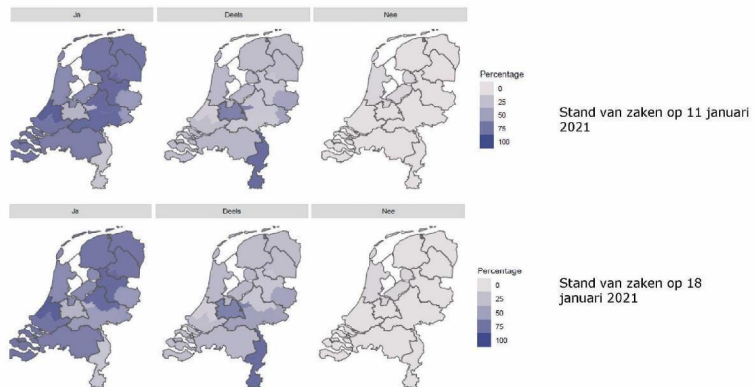 Ja
Deels
Nee
Percentage
0
25
50
75
100
Stand van zaken op 11 januari
2021
Ja
Deels
Nee
Percentage
0
25
50
75
100
Stand van zaken op 18
januari 2021